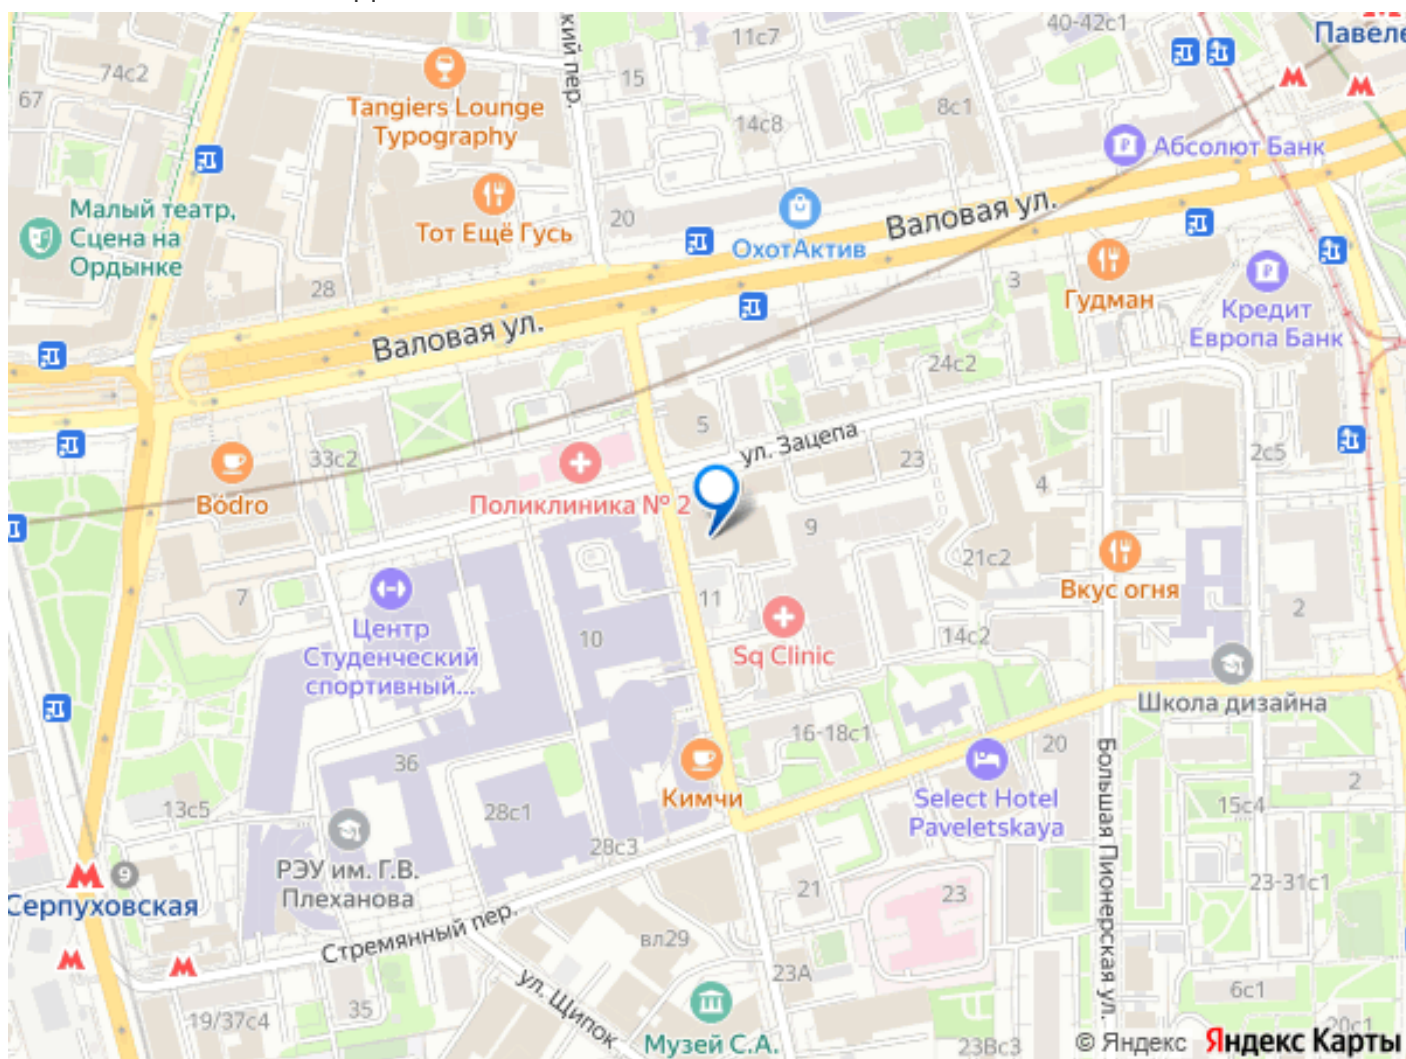 40-42с1
Павеле
11с7
кий пер.
74с2
15
67
Tangiers Lounge
Typography
8с1
14с8
Абсолют Банк
Малый театр,
Сцена на
Ордынке
Тот Ещё Гусь
20
Валовая ул.
ОхотАктив
28
3
Гудман
Кредит
Европа Банк
Валовая ул.
24с2
5
ул. Зацепа
33с2
23
2с5
Bódro
Поликлиника № 2
4
9
21с2
Вкус огня
7
11
2
Центр
Студенческий
спортивный...
10
14с2
Sq Clinic
Школа дизайна
16-18с1
20
36
Кимчи
Select Hotel
Paveletskaya
Большая Пионерская ул.
2
15с4
13с5
28с1
28с3
РЭУ им. Г.В.
Плеханова
9
Серпуховская
21
23
23-31с1
Стремянный пер.
вл29
23А
ул. Щипок
6с1
35
19/37с4
Музей С.А.
23Вс3
20с1
© Яндекс Яндекс Карты